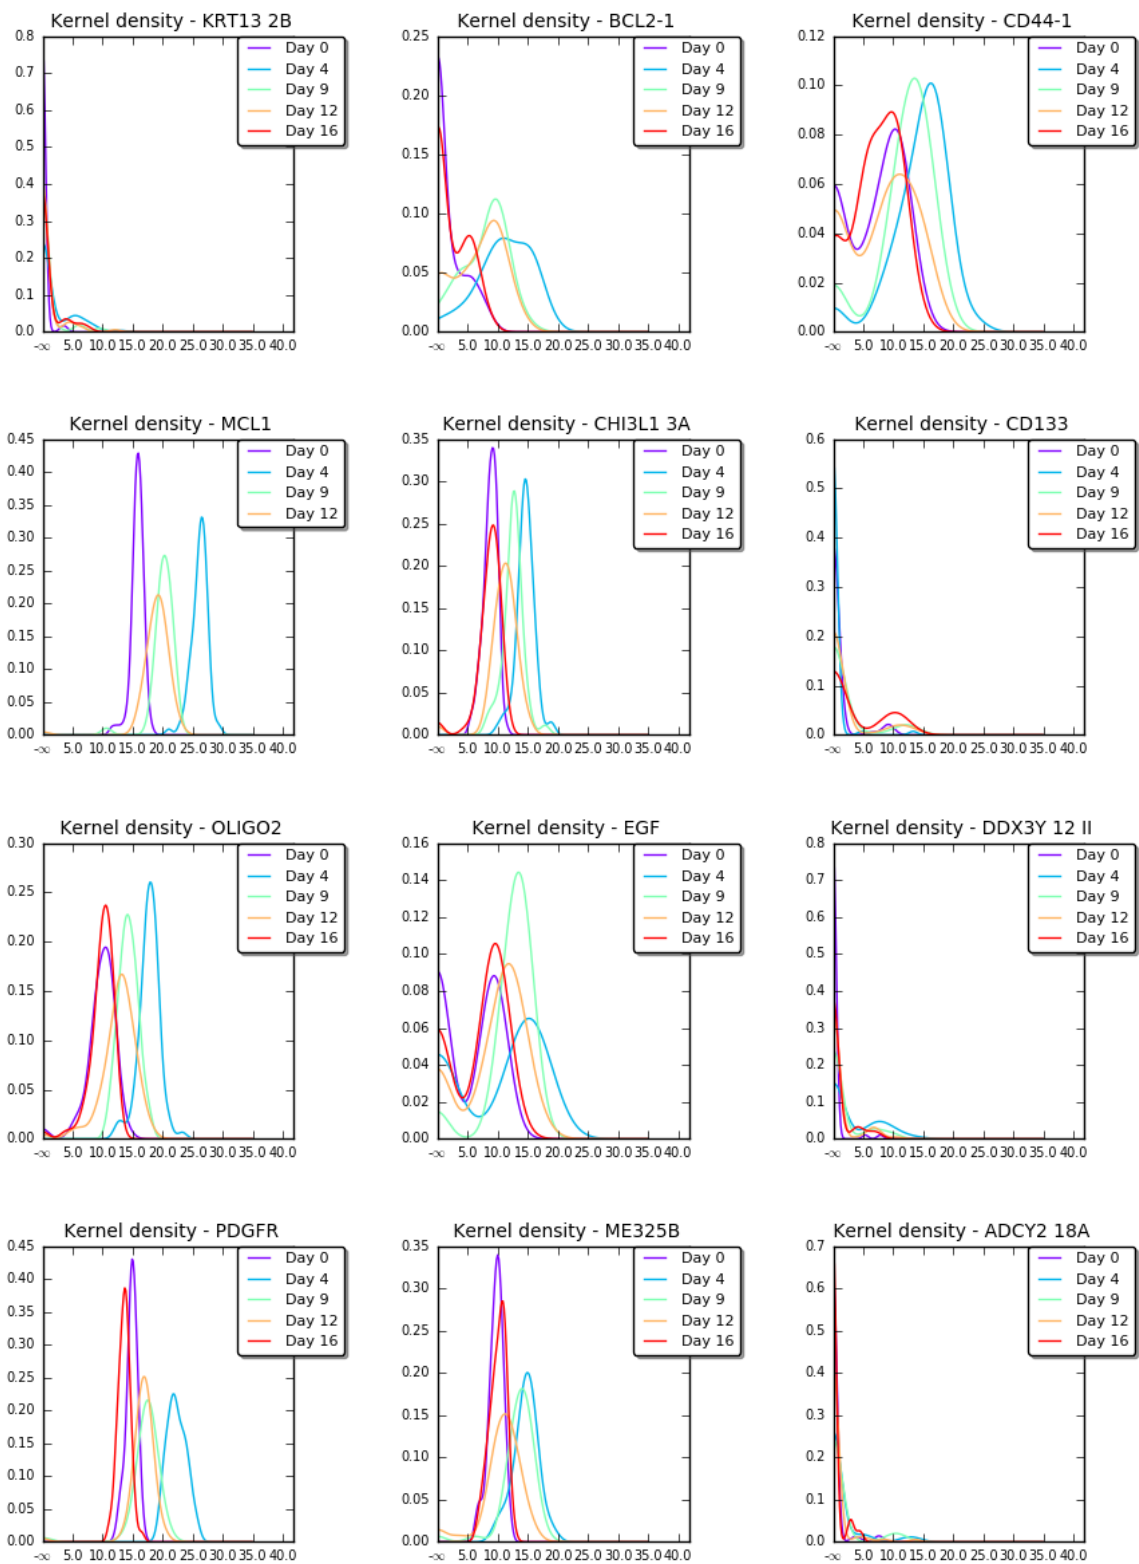 Kernel density - KRT13 2B
0.8
0.7
0.6
0.5
0.4
0.3
0.2
0.1
0.0
-∞ 5.0 10.0 15.0 20.0 25.0 30.0 35.0 40.0
Day 0
Day 4
Day 9
Day 12
Day 16
Kernel density - BCL2-1
0.25
0.20
0.15
0.10
0.05
0.00
-∞ 5.0 10.0 15.0 20.0 25.0 30.0 35.0 40.0
Day 0
Day 4
Day 9
Day 12
Day 16
Kernel density - CD44-1
0.12
0.10
0.08
0.06
0.04
0.02
0.00
-∞ 5.0 10.0 15.0 20.0 25.0 30.0 35.0 40.0
Day 0
Day 4
Day 9
Day 12
Day 16
Kernel density - MCL1
0.45
0.40
0.35
0.30
0.25
0.20
0.15
0.10
0.05
0.00
-∞ 5.0 10.0 15.0 20.0 25.0 30.0 35.0 40.0
Day 0
Day 4
Day 9
Day 12
Kernel density - CHI3L1 3A
0.35
0.30
0.25
0.20
0.15
0.10
0.05
0.00
-∞ 5.0 10.0 15.0 20.0 25.0 30.0 35.0 40.0
Day 0
Day 4
Day 9
Day 12
Day 16
Kernel density - CD133
0.6
0.5
0.4
0.3
0.2
0.1
0.0
-∞ 5.0 10.0 15.0 20.0 25.0 30.0 35.0 40.0
Day 0
Day 4
Day 9
Day 12
Day 16
Kernel density - OLIGO2
0.30
0.25
0.20
0.15
0.10
0.05
0.00
-∞ 5.0 10.0 15.0 20.0 25.0 30.0 35.0 40.0
Day 0
Day 4
Day 9
Day 12
Day 16
Kernel density - EGF
0.16
0.14
0.12
0.10
0.08
0.06
0.04
0.02
0.00
-∞ 5.0 10.0 15.0 20.0 25.0 30.0 35.0 40.0
Day 0
Day 4
Day 9
Day 12
Day 16
Kernel density - DDX3Y 12 II
0.8
0.7
0.6
0.5
0.4
0.3
0.2
0.1
0.0
-∞ 5.0 10.0 15.0 20.0 25.0 30.0 35.0 40.0
Day 0
Day 4
Day 9
Day 12
Day 16
Kernel density - PDGFR
0.45
0.40
0.35
0.30
0.25
0.20
0.15
0.10
0.05
0.00
-∞ 5.0 10.0 15.0 20.0 25.0 30.0 35.0 40.0
Day 0
Day 4
Day 9
Day 12
Day 16
Kernel density - ME325B
0.35
0.30
0.25
0.20
0.15
0.10
0.05
0.00
-∞ 5.0 10.0 15.0 20.0 25.0 30.0 35.0 40.0
Day 0
Day 4
Day 9
Day 12
Day 16
Kernel density - ADCY2 18A
0.7
0.6
0.5
0.4
0.3
0.2
0.1
0.0
-∞ 5.0 10.0 15.0 20.0 25.0 30.0 35.0 40.0
Day 0
Day 4
Day 9
Day 12
Day 16